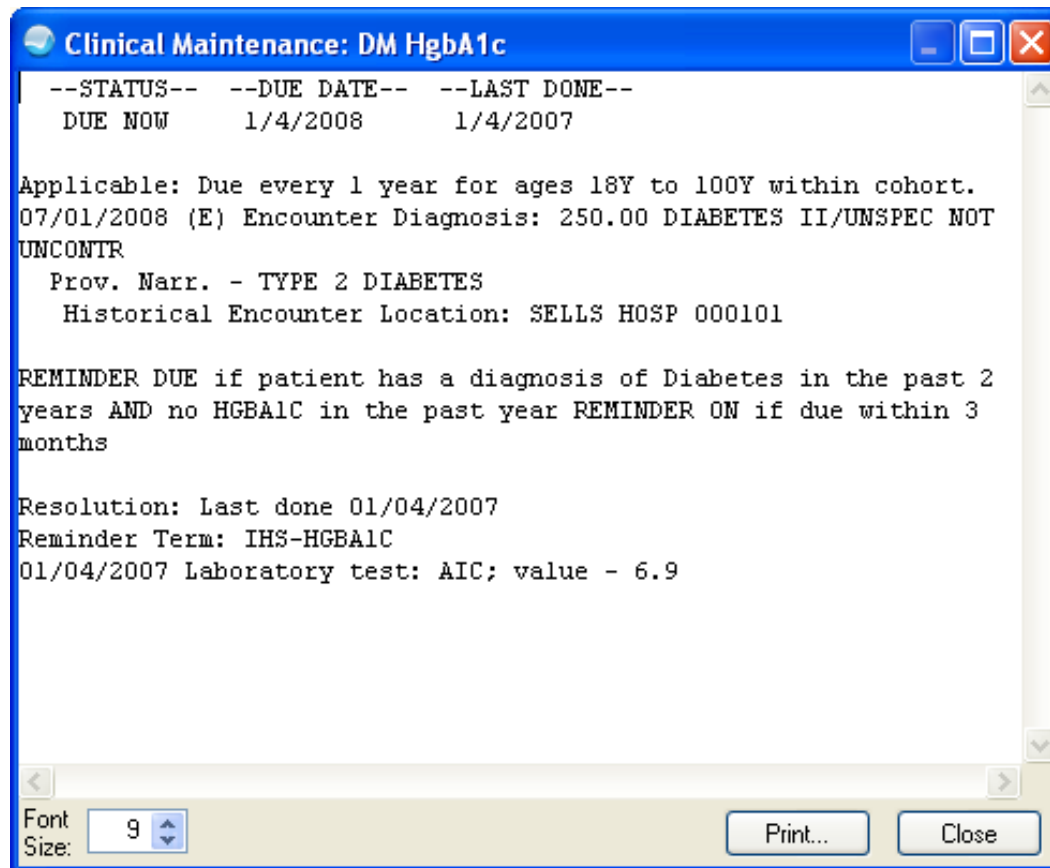 Clinical Maintenance: DM HgbA1c
--STATUS-- --DUE DATE-- --LAST DONE--
DUE NOW 1/4/2008 1/4/2007
Applicable: Due every 1 year for ages 18Y to 100Y within cohort.
07/01/2008 (E) Encounter Diagnosis: 250.00 DIABETES II/UNSPEC NOT
UNCONTR
Prov. Narr. - TYPE 2 DIABETES
Historical Encounter Location: SELLS HOSP 000101
REMINDER DUE if patient has a diagnosis of Diabetes in the past 2
years AND no HGBA1C in the past year REMINDER ON if due within 3
months
Resolution: Last done 01/04/2007
Reminder Term: IHS-HGBA1C
01/04/2007 Laboratory test: AIC; value - 6.9
Font
Size: 9 Print... Close